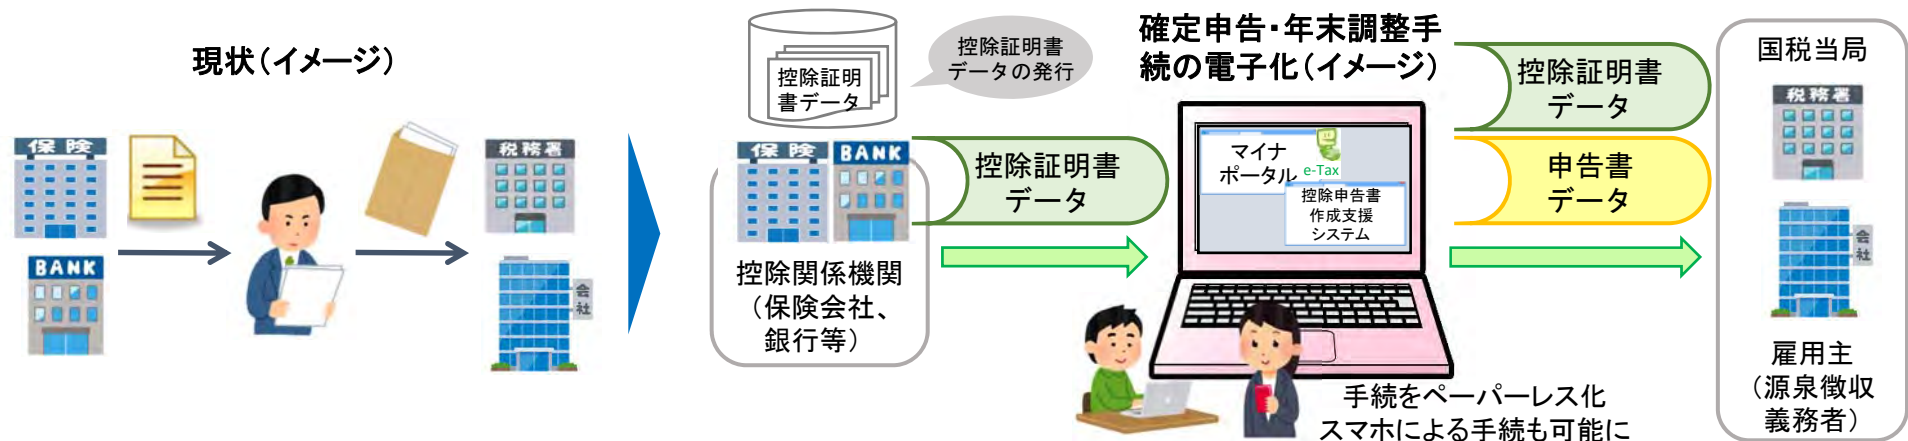 現状（イメージ）
保険
BANK
税務署
会社
控除証明
書データ
控除証明書
データの発行
保険
BANK
控除関係機関
（保険会社、
銀行等）
控除証明書
データ
確定申告・年末調整手
続の電子化（イメージ）
マイナ
ポータル
e-Tax
控除申告書
作成支援
システム
手続をペーパーレス化
スマホによる手続も可能に
控除証明書
データ
申告書
データ
国税当局
税務署
会社
雇用主
（源泉徴収
義務者）